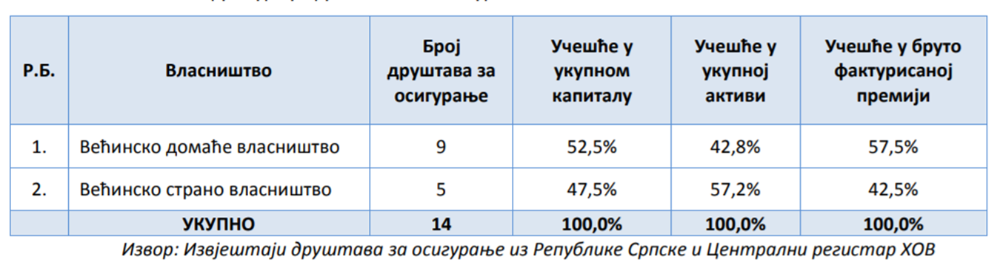 Р.Б. Власништво Број друштава за осигурање Учешће у укупном капиталу Учешће у укупној активи Учешће у бруто фактурисаној премији
1. Већинско домаће власништво 9 52,5% 42,8% 57,5%
2. Већинско страно власништво 5 47,5% 57,2% 42,5%
УКУПНО 14 100,0% 100,0% 100,0%
Извор: Извјештаји друштава за осигурање из Републике Српске и Централни регистар ХОВ